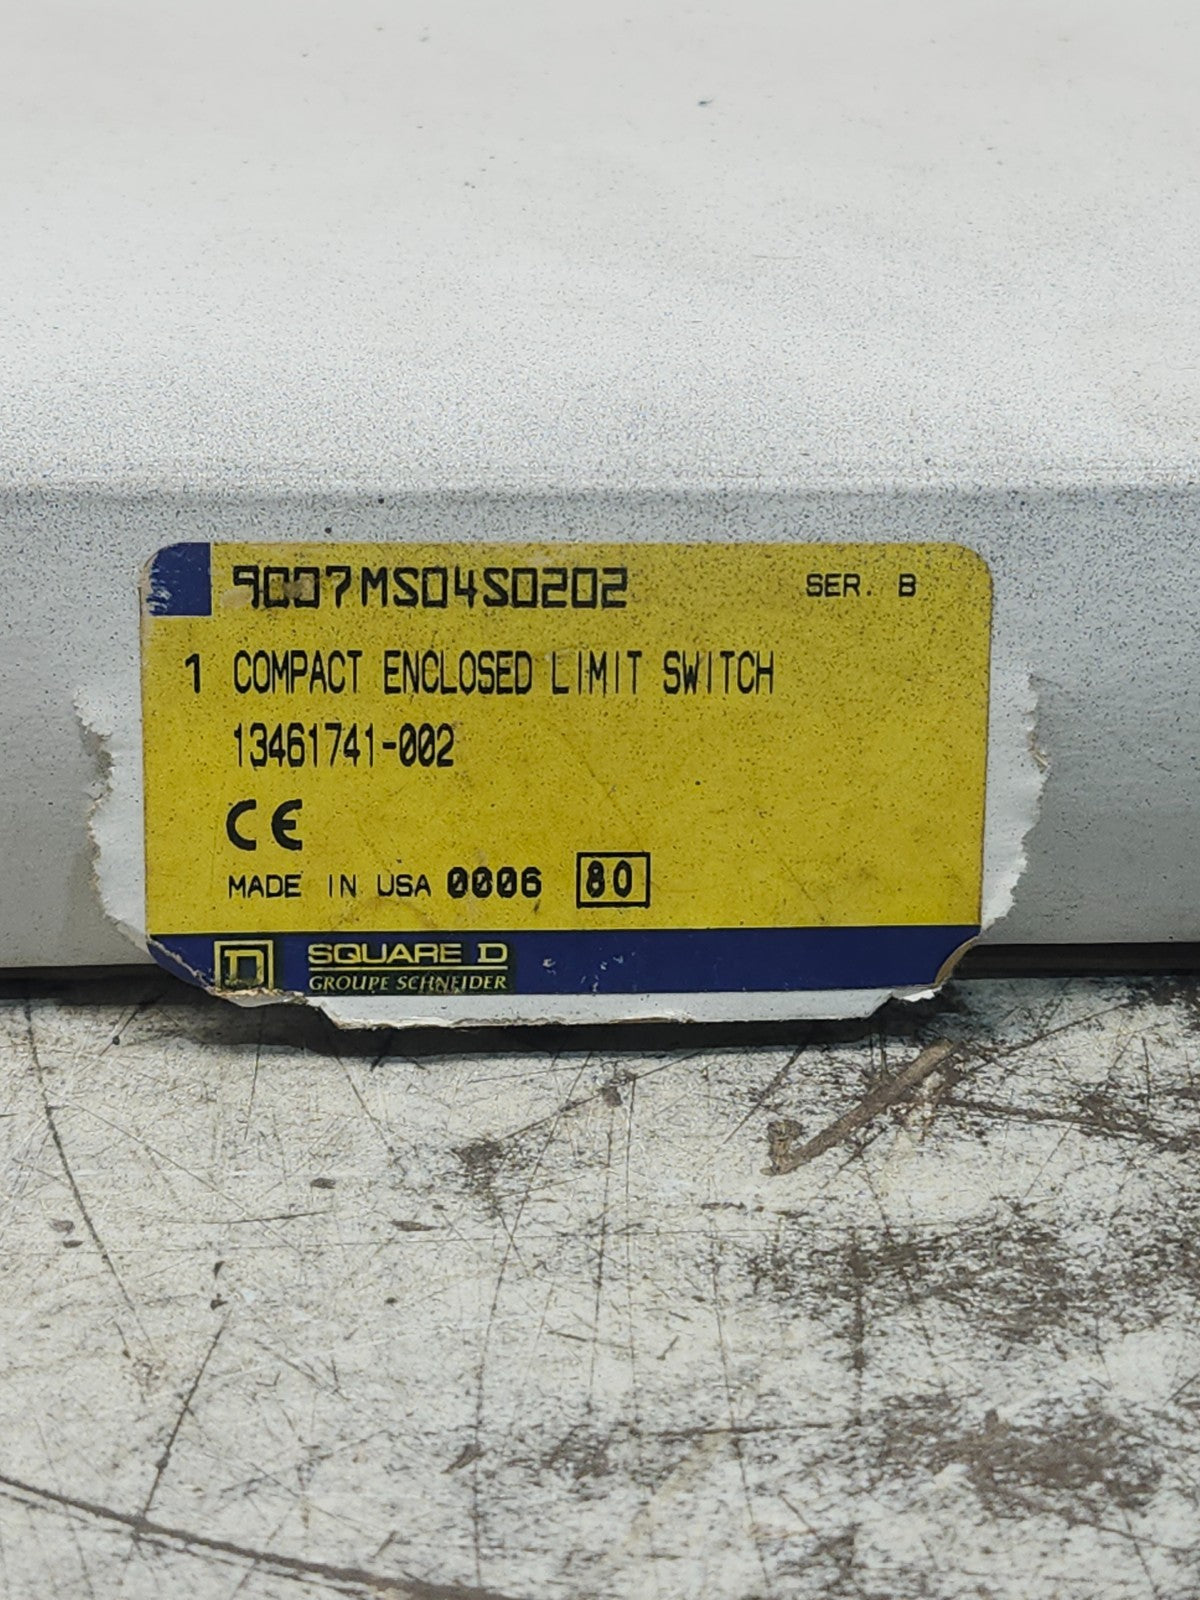 9007MS04S0202 SER. B
1 COMPACT ENCLOSED LIMIT SWITCH
13461741-002
CE
MADE IN USA 0006 80
D SQUARE D
GROUPE SCHNEIDER